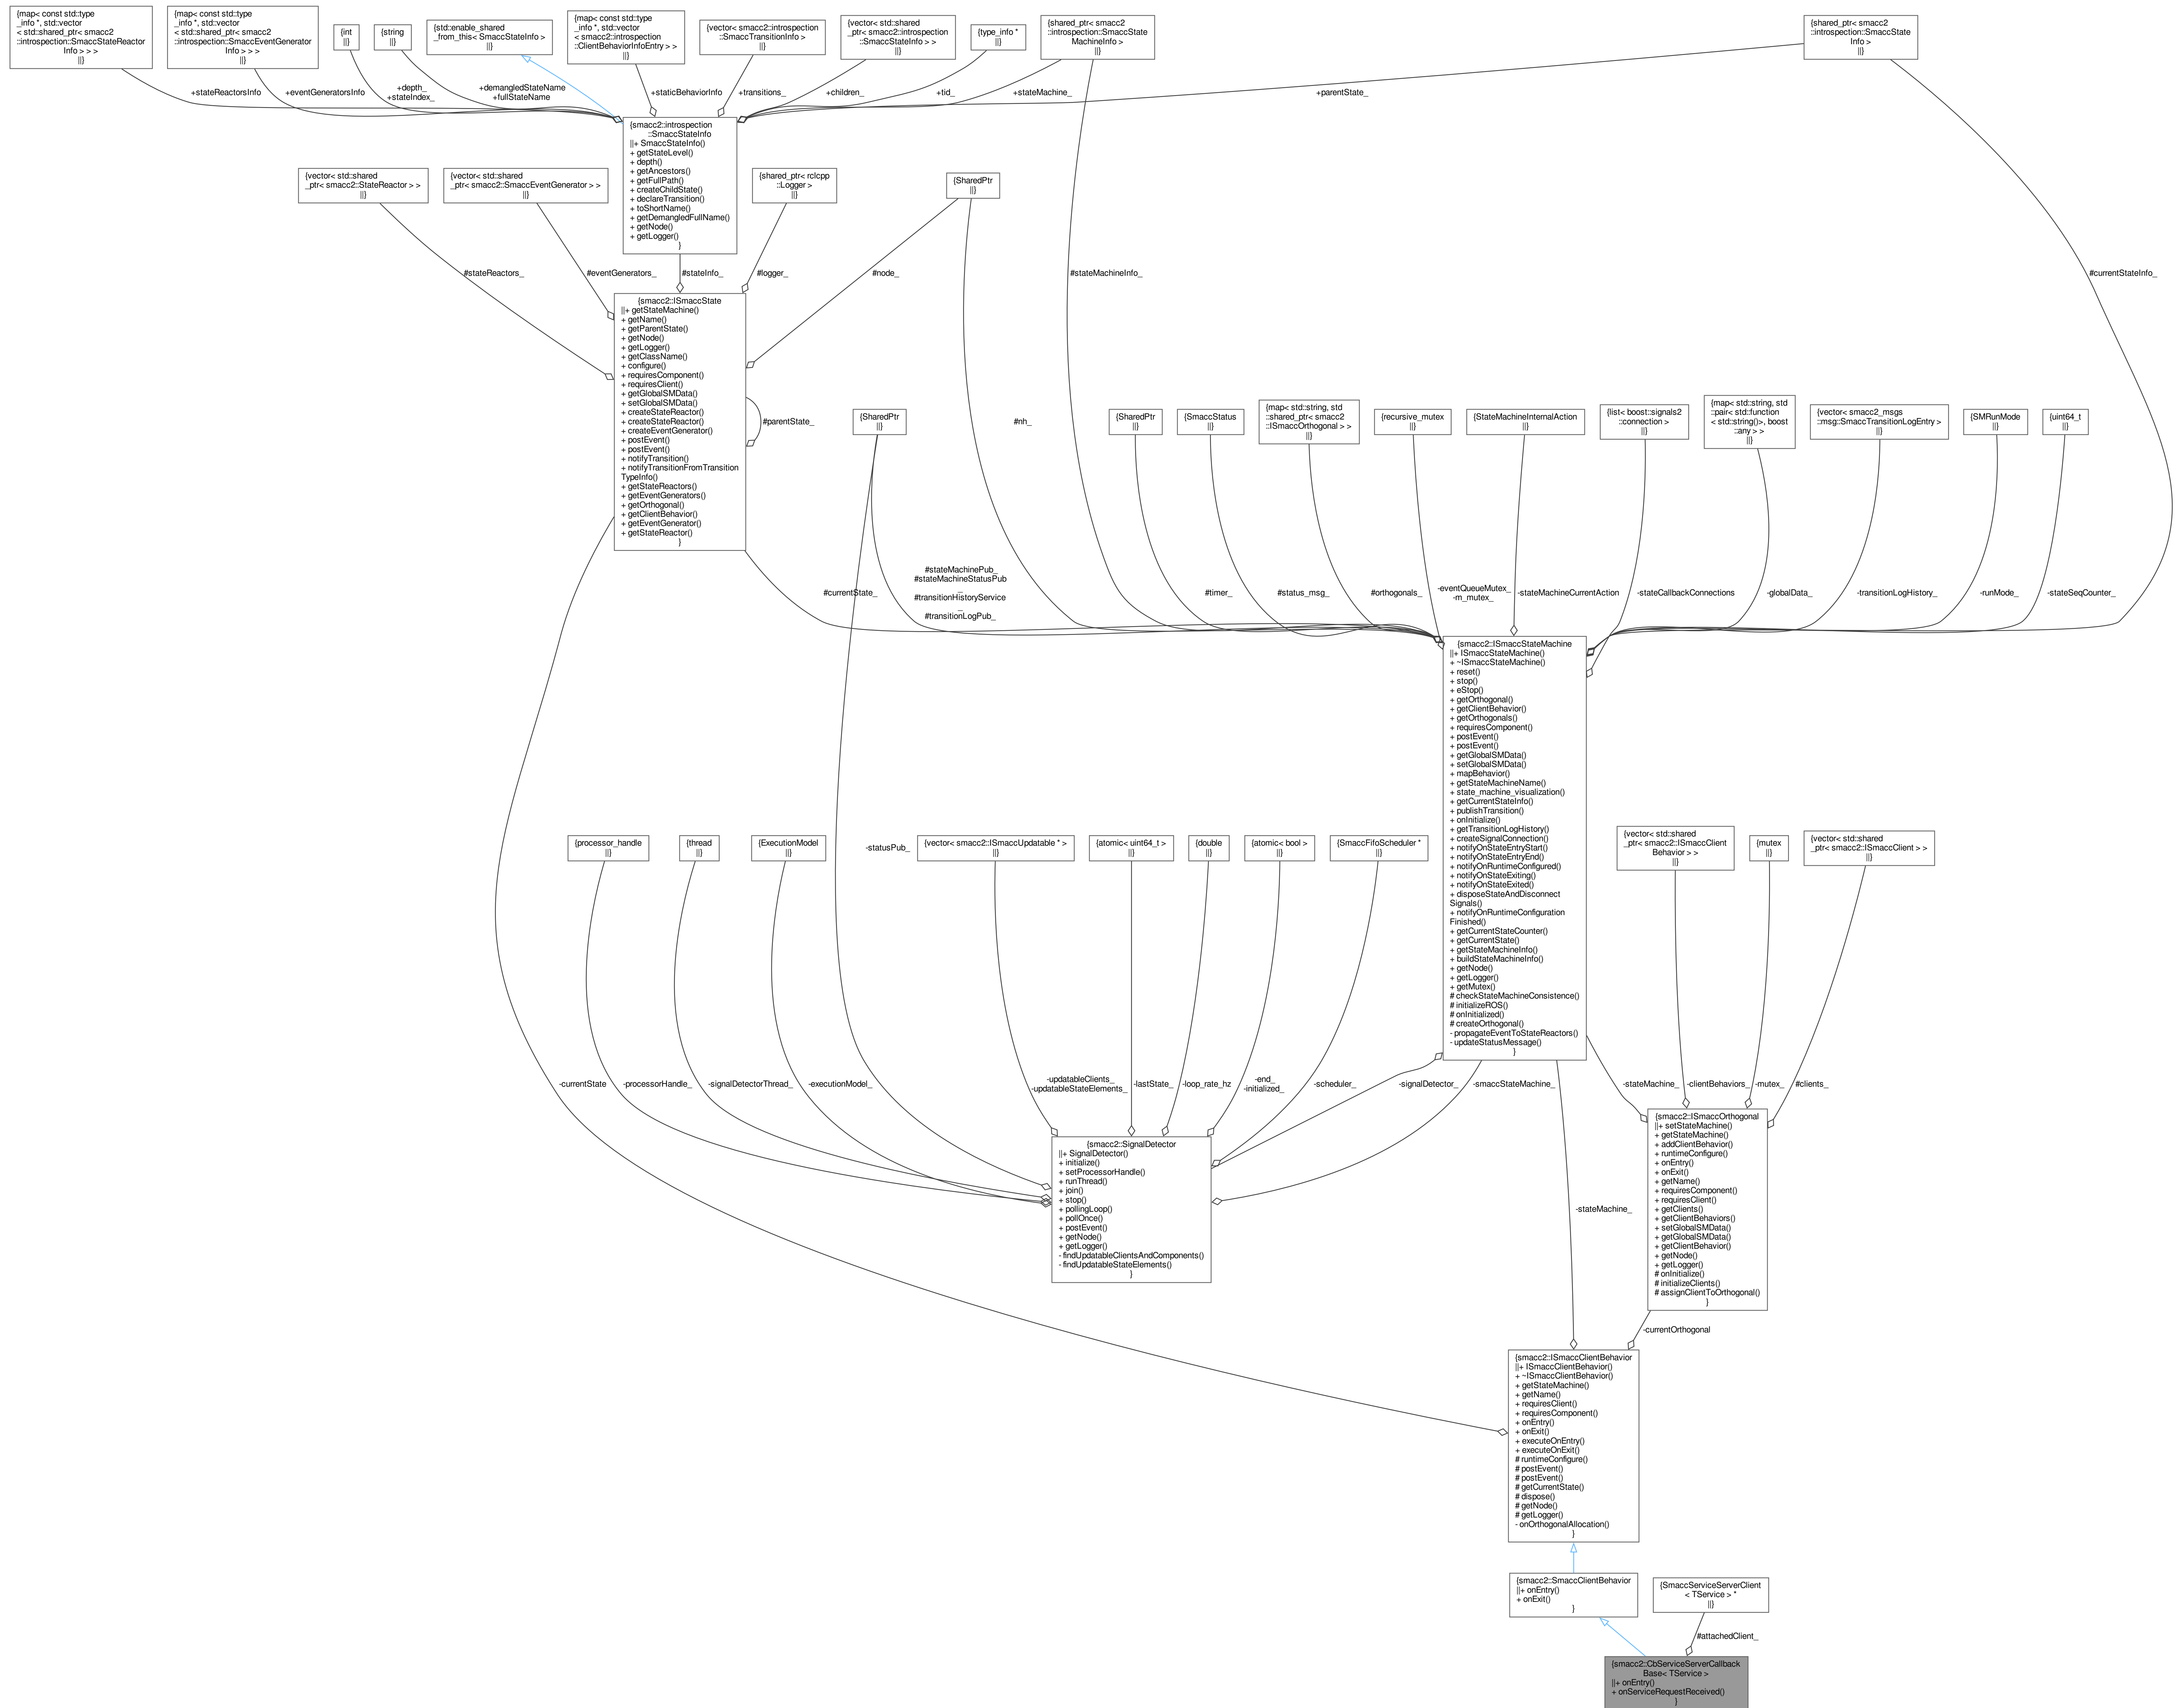 {map< const std::type
_info *, std::vector
< std::shared_ptr< smacc2
::introspection::SmaccStateReactor
Info > > >
||}
{map< const std::type
_info *, std::vector
< std::shared_ptr< smacc2
::introspection::SmaccEventGenerator
Info > > >
||}
{int
||}
{string
||}
{std::enable_shared
_from_this< SmaccStateInfo >
||}
{map< const std::type
_info *, std::vector
< smacc2::introspection
::ClientBehaviorInfoEntry > >
||}
{vector< smacc2::introspection
::SmaccTransitionInfo >
||}
{vector< std::shared
_ptr< smacc2::introspection
::SmaccStateInfo > >
||}
{type_info *
||}
{shared_ptr< smacc2
::introspection::SmaccState
MachineInfo >
||}
{shared_ptr< smacc2
::introspection::SmaccState
Info >
||}
+stateReactorsInfo
+eventGeneratorsInfo
+depth_
+stateIndex_
+demangledStateName
+fullStateName
+staticBehaviorInfo
+transitions_
+children_
+tid_
+stateMachine_
+parentState_
{smacc2::introspection
::SmaccStateInfo
||+ SmaccStateInfo()
+ getStateLevel()
+ depth()
+ getAncestors()
+ getFullPath()
+ createChildState()
+ declareTransition()
+ toShortName()
+ getDemangledFullName()
+ getNode()
+ getLogger()
}
{vector< std::shared
_ptr< smacc2::StateReactor > >
||}
{vector< std::shared
_ptr< smacc2::SmaccEventGenerator > >
||}
{shared_ptr< rclcpp
::Logger >
||}
{SharedPtr
||}
#stateReactors_
#eventGenerators_
#stateInfo_
#logger_
#node_
#stateMachineInfo_
#currentStateInfo_
{smacc2::ISmaccState
||+ getStateMachine()
+ getName()
+ getParentState()
+ getNode()
+ getLogger()
+ getClassName()
+ configure()
+ requiresComponent()
+ requiresClient()
+ getGlobalSMData()
+ setGlobalSMData()
+ createStateReactor()
+ createStateReactor()
+ createEventGenerator()
+ postEvent()
+ postEvent()
+ notifyTransition()
+ notifyTransitionFromTransition
TypeInfo()
+ getStateReactors()
+ getEventGenerators()
+ getOrthogonal()
+ getClientBehavior()
+ getEventGenerator()
+ getStateReactor()
}
#parentState_
{SharedPtr
||}
#nh_
{SharedPtr
||}
{SmaccStatus
||}
{map< std::string, std
::shared_ptr< smacc2
::ISmaccOrthogonal > >
||}
{recursive_mutex
||}
{StateMachineInternalAction
||}
{list< boost::signals2
::connection >
||}
{map< std::string, std
::pair< std::function
< std::string()>, boost
::any > >
||}
{vector< smacc2_msgs
::msg::SmaccTransitionLogEntry >
||}
{SMRunMode
||}
{uint64_t
||}
#currentState_
#stateMachinePub_
#stateMachineStatusPub
_
#transitionHistoryService
_
#transitionLogPub_
#timer_
#status_msg_
#orthogonals_
-eventQueueMutex_
-m_mutex_
-stateMachineCurrentAction
-stateCallbackConnections
-globalData_
-transitionLogHistory_
-runMode_
-stateSeqCounter_
{smacc2::ISmaccStateMachine
||+ ISmaccStateMachine()
+ ~ISmaccStateMachine()
+ reset()
+ stop()
+ eStop()
+ getOrthogonal()
+ getClientBehavior()
+ getOrthogonals()
+ requiresComponent()
+ postEvent()
+ postEvent()
+ getGlobalSMData()
+ setGlobalSMData()
+ mapBehavior()
+ getStateMachineName()
+ state_machine_visualization()
+ getCurrentStateInfo()
+ publishTransition()
+ onInitialize()
+ getTransitionLogHistory()
+ createSignalConnection()
+ notifyOnStateEntryStart()
+ notifyOnStateEntryEnd()
+ notifyOnRuntimeConfigured()
+ notifyOnStateExiting()
+ notifyOnStateExited()
+ disposeStateAndDisconnect
Signals()
+ notifyOnRuntimeConfiguration
Finished()
+ getCurrentStateCounter()
+ getCurrentState()
+ getStateMachineInfo()
+ buildStateMachineInfo()
+ getNode()
+ getLogger()
+ getMutex()
# checkStateMachineConsistence()
# initializeROS()
# onInitialized()
# createOrthogonal()
- propagateEventToStateReactors()
- updateStatusMessage()
}
{processor_handle
||}
{thread
||}
{ExecutionModel
||}
-statusPub_
{vector< smacc2::ISmaccUpdatable * >
||}
{atomic< uint64_t >
||}
{double
||}
{atomic< bool >
||}
{SmaccFifoScheduler *
||}
{vector< std::shared
_ptr< smacc2::ISmaccClient
Behavior > >
||}
{mutex
||}
{vector< std::shared
_ptr< smacc2::ISmaccClient > >
||}
-currentState
-processorHandle_
-signalDetectorThread_
-executionModel_
-updatableClients_
-updatableStateElements_
-lastState_
-loop_rate_hz
-end_
-initialized_
-scheduler_
-signalDetector_
-smaccStateMachine_
-stateMachine_
-clientBehaviors_
-mutex_
#clients_
{smacc2::SignalDetector
||+ SignalDetector()
+ initialize()
+ setProcessorHandle()
+ runThread()
+ join()
+ stop()
+ pollingLoop()
+ pollOnce()
+ postEvent()
+ getNode()
+ getLogger()
- findUpdatableClientsAndComponents()
- findUpdatableStateElements()
}
-stateMachine_
{smacc2::ISmaccOrthogonal
||+ setStateMachine()
+ getStateMachine()
+ addClientBehavior()
+ runtimeConfigure()
+ onEntry()
+ onExit()
+ getName()
+ requiresComponent()
+ requiresClient()
+ getClients()
+ getClientBehaviors()
+ setGlobalSMData()
+ getGlobalSMData()
+ getClientBehavior()
+ getNode()
+ getLogger()
# onInitialize()
# initializeClients()
# assignClientToOrthogonal()
}
-currentOrthogonal
{smacc2::ISmaccClientBehavior
||+ ISmaccClientBehavior()
+ ~ISmaccClientBehavior()
+ getStateMachine()
+ getName()
+ requiresClient()
+ requiresComponent()
+ onEntry()
+ onExit()
+ executeOnEntry()
+ executeOnExit()
# runtimeConfigure()
# postEvent()
# postEvent()
# getCurrentState()
# dispose()
# getNode()
# getLogger()
- onOrthogonalAllocation()
}
{smacc2::SmaccClientBehavior
||+ onEntry()
+ onExit()
}
{SmaccServiceServerClient
< TService > *
||}
#attachedClient_
{smacc2::CbServiceServerCallback
Base< TService >
||+ onEntry()
+ onServiceRequestReceived()
}